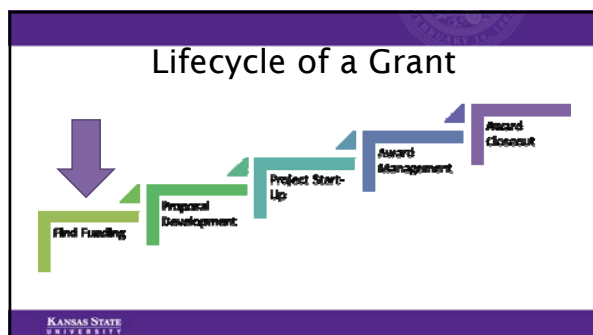 Lifecycle of a Grant
Find Funding
Proposal
Development
Project Start-
Up
Award
Management
Award
Closeout
KANSAS STATE
UNIVERSITY